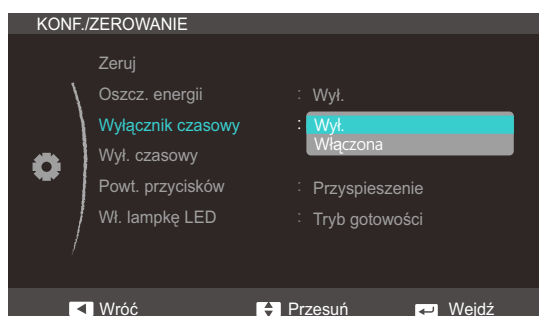 KONF./ZEROWANIE
Zeruj
Oszcz. energii : Wył.
Wyłącznik czasowy : Wył.
Włączona
Wył. czasowy
Powt. przycisków : Przyspieszenie
Wł. lampkę LED : Tryb gotowości
Wróć Przesuń Wejdź